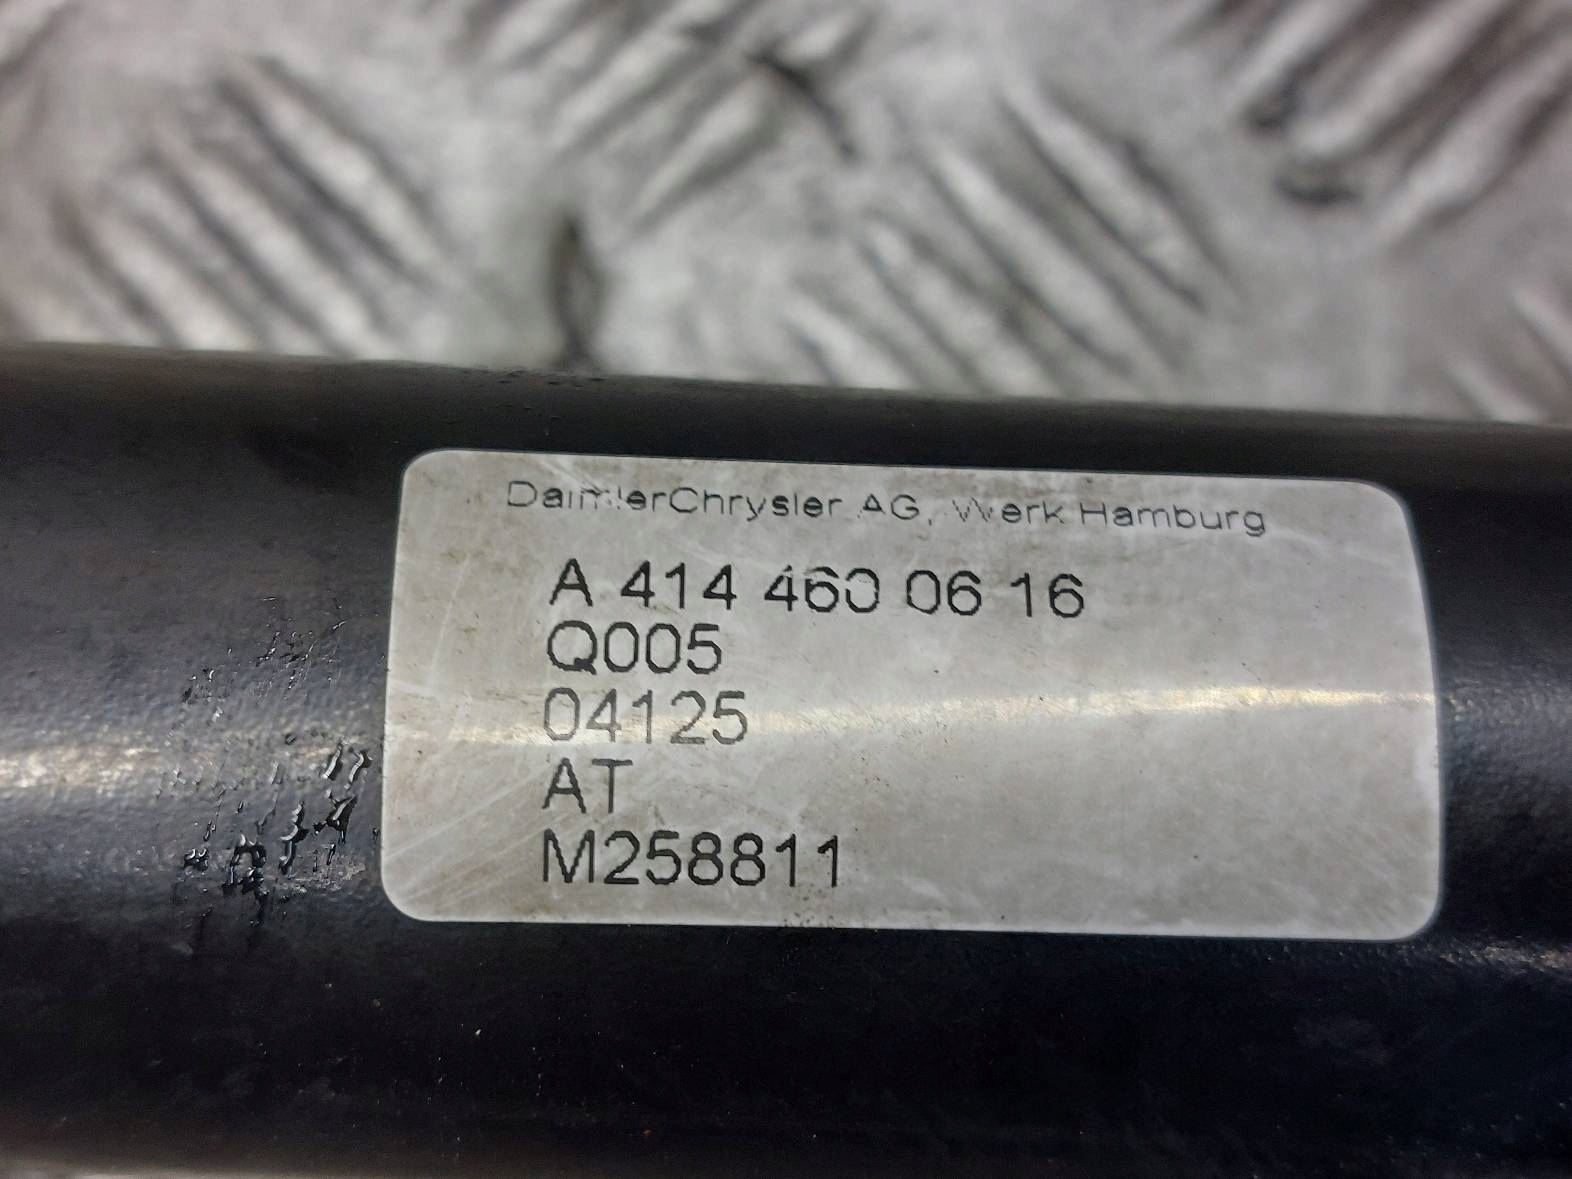 DaimlerChrysler AG, Werk Hamburg
A 414 460 06 16
Q005
04125
AT
M258811